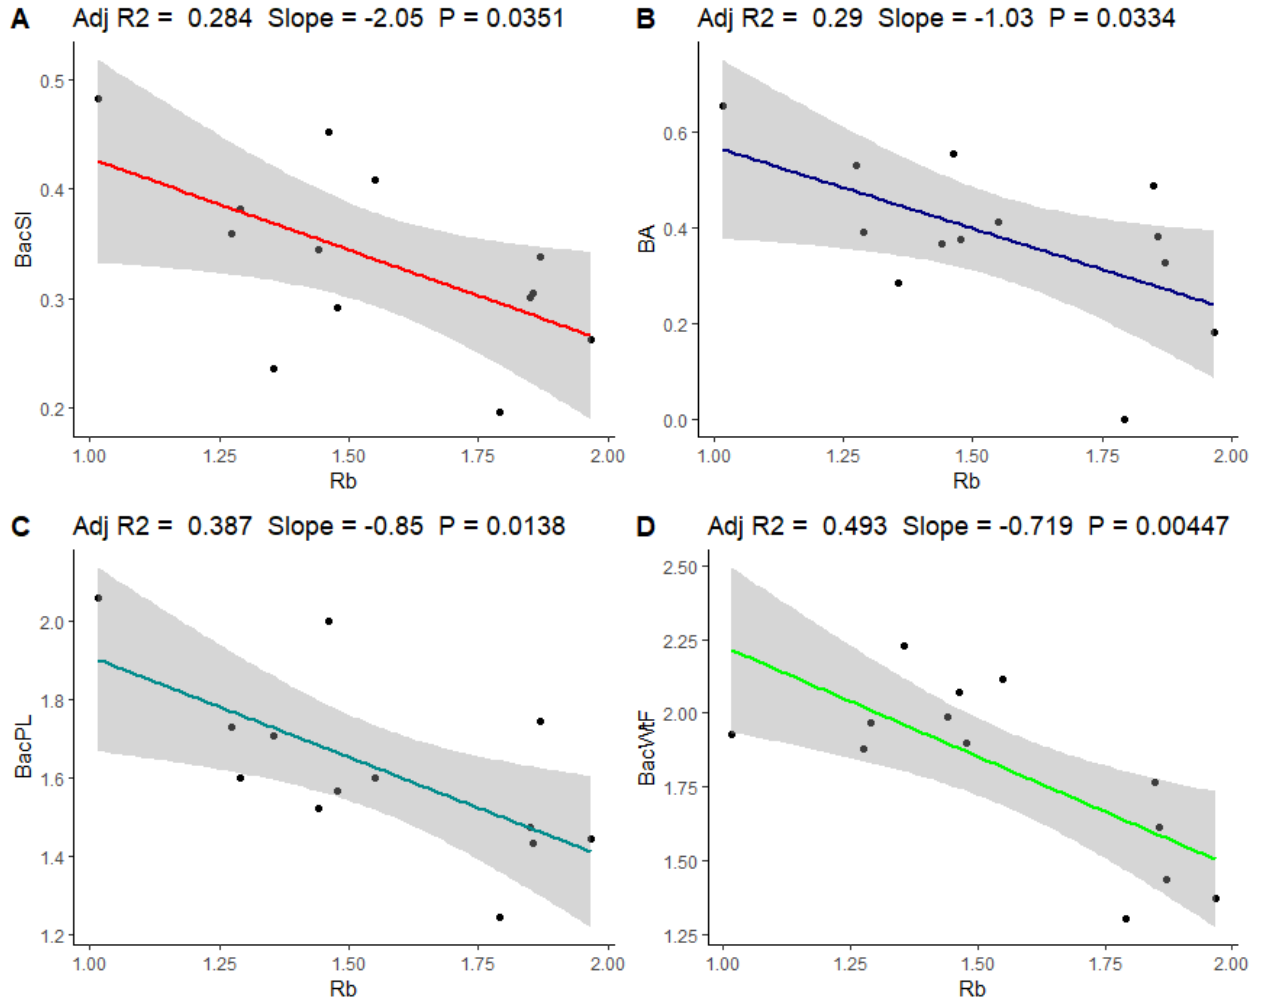 A Adj R2 = 0.284 Slope = -2.05 P = 0.0351
BacSI
0.5
0.4
0.3
0.2
1.00 1.25 1.50 1.75 2.00
Rb
B Adj R2 = 0.29 Slope = -1.03 P = 0.0334
BA
0.6
0.4
0.2
0.0
1.00 1.25 1.50 1.75 2.00
Rb
C Adj R2 = 0.387 Slope = -0.85 P = 0.0138
BacPL
2.0
1.8
1.6
1.4
1.2
1.00 1.25 1.50 1.75 2.00
Rb
D Adj R2 = 0.493 Slope = -0.719 P = 0.00447
BacWtF
2.50
2.25
2.00
1.75
1.50
1.25
1.00 1.25 1.50 1.75 2.00
Rb